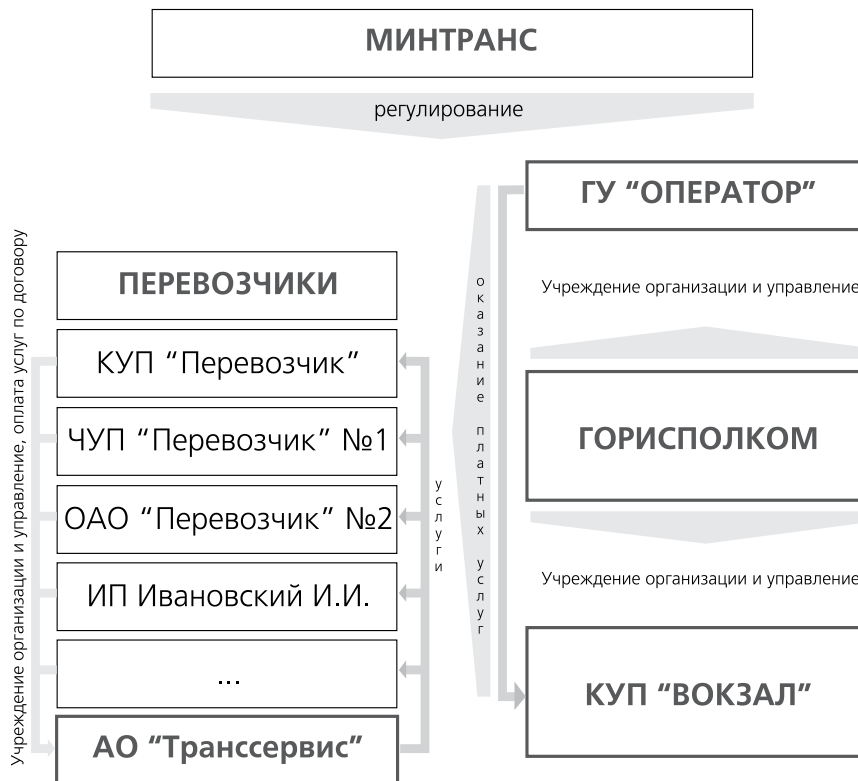 МИНТРАНС
регулирование
ГУ “ОПЕРАТОР”
Учреждение организации и управление
ГОРИСПОЛКОМ
Учреждение организации и управление
КУП “ВОКЗАЛ”
оказание платных услуг
ПЕРЕВОЗЧИКИ
КУП “Перевозчик”
ЧУП “Перевозчик” №1
ОАО “Перевозчик” №2
ИП Ивановский И.И.
...
АО “Транссервис”
услуги
Учреждение организации и управление, оплата услуг по договору